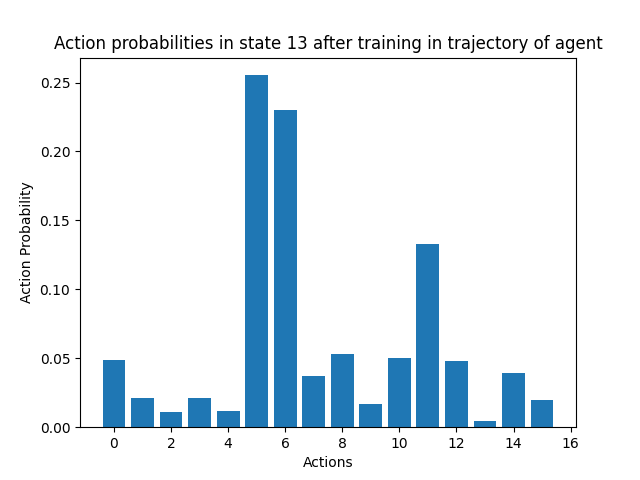 Action probabilities in state 13 after training in trajectory of agent
Action Probability
0.25
0.20
0.15
0.10
0.05
0.00
0 2 4 6 8 10 12 14 16
Actions